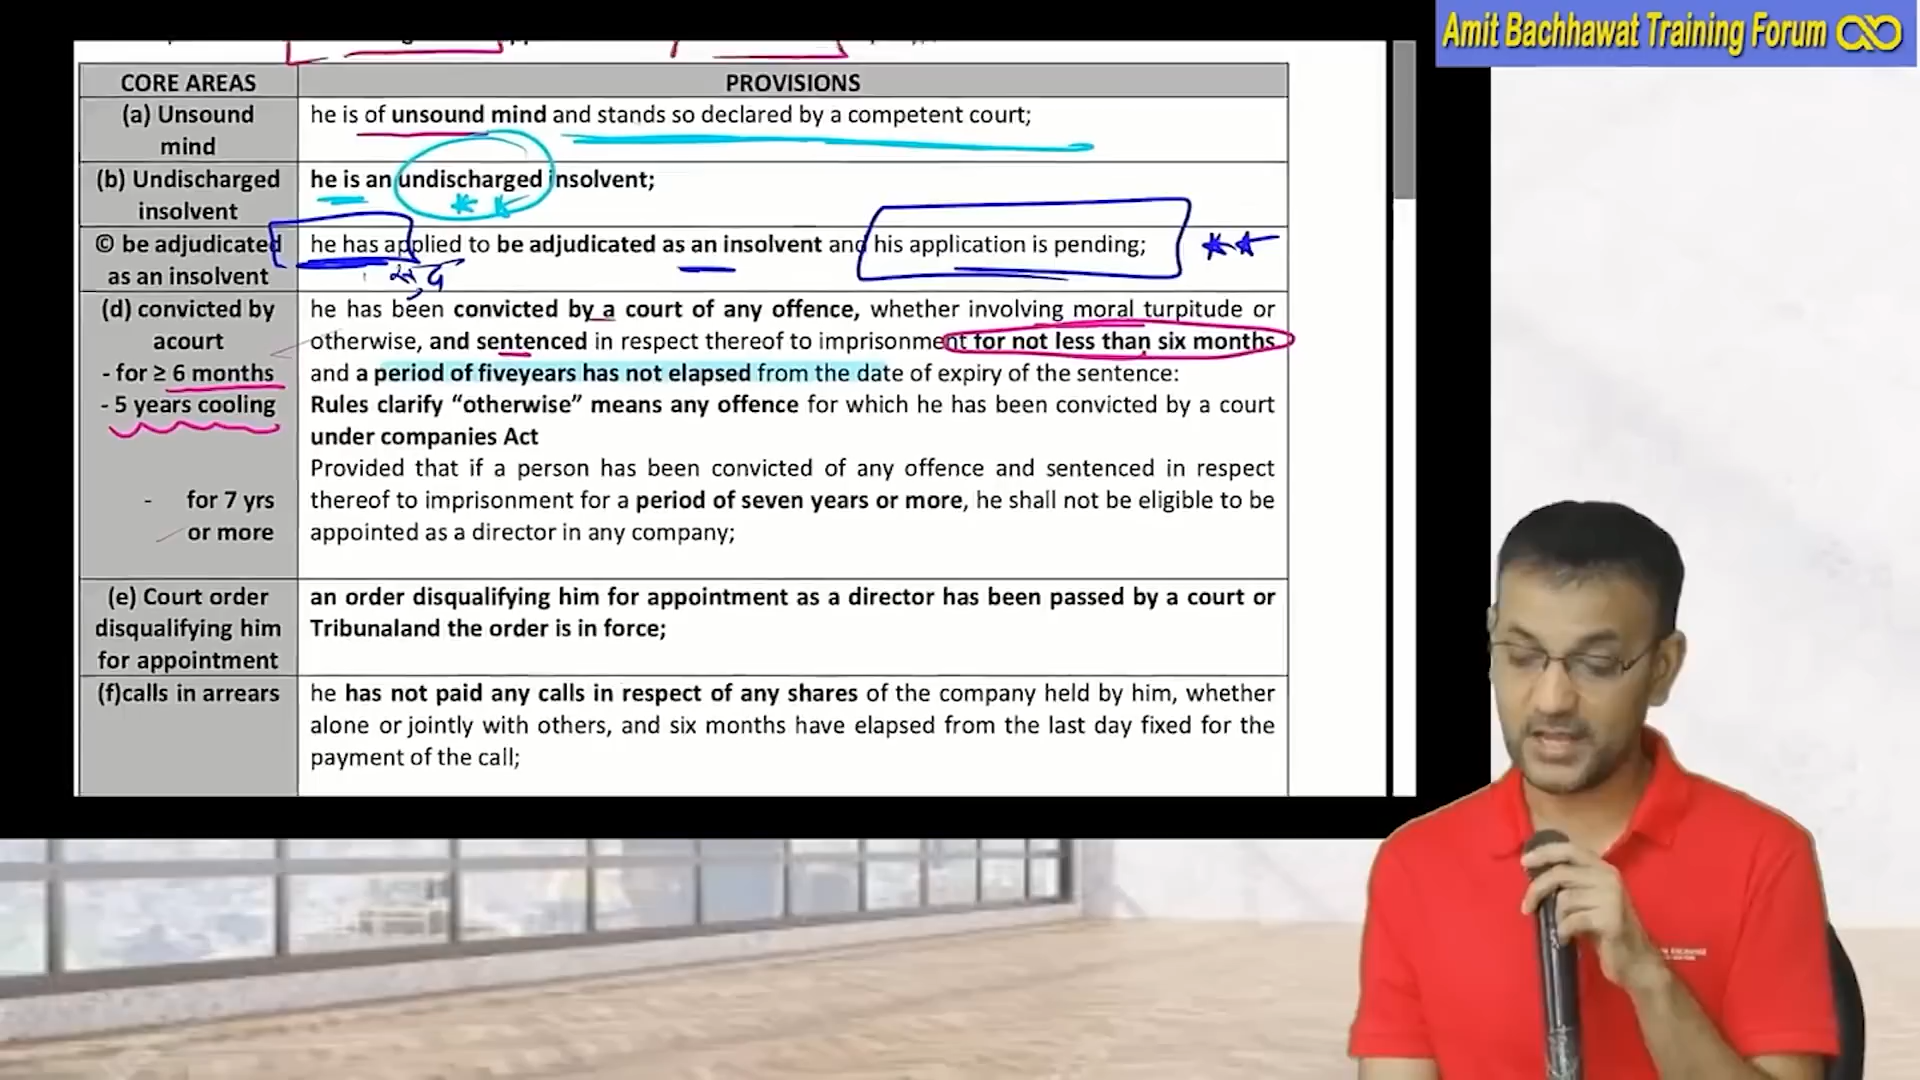 Amit Bachhawat Training Forum
CORE AREAS PROVISIONS
(a) Unsound mind
he is of unsound mind and stands so declared by a competent court;
(b) Undischarged insolvent
he is an undischarged insolvent;
© be adjudicated as an insolvent
he has applied to be adjudicated as an insolvent and his application is pending;
(d) convicted by
acourt
- for ≥ 6 months
- 5 years cooling
- for 7 yrs
or more
he has been convicted by a court of any offence, whether involving moral turpitude or
otherwise, and sentenced in respect thereof to imprisonment for not less than six months
and a period of fiveyears has not elapsed from the date of expiry of the sentence:
Rules clarify “otherwise” means any offence for which he has been convicted by a court
under companies Act
Provided that if a person has been convicted of any offence and sentenced in respect
thereof to imprisonment for a period of seven years or more, he shall not be eligible to be
appointed as a director in any company;
(e) Court order
disqualifying him
for appointment
an order disqualifying him for appointment as a director has been passed by a court or
Tribunaland the order is in force;
(f)calls in arrears
he has not paid any calls in respect of any shares of the company held by him, whether
alone or jointly with others, and six months have elapsed from the last day fixed for the
payment of the call;